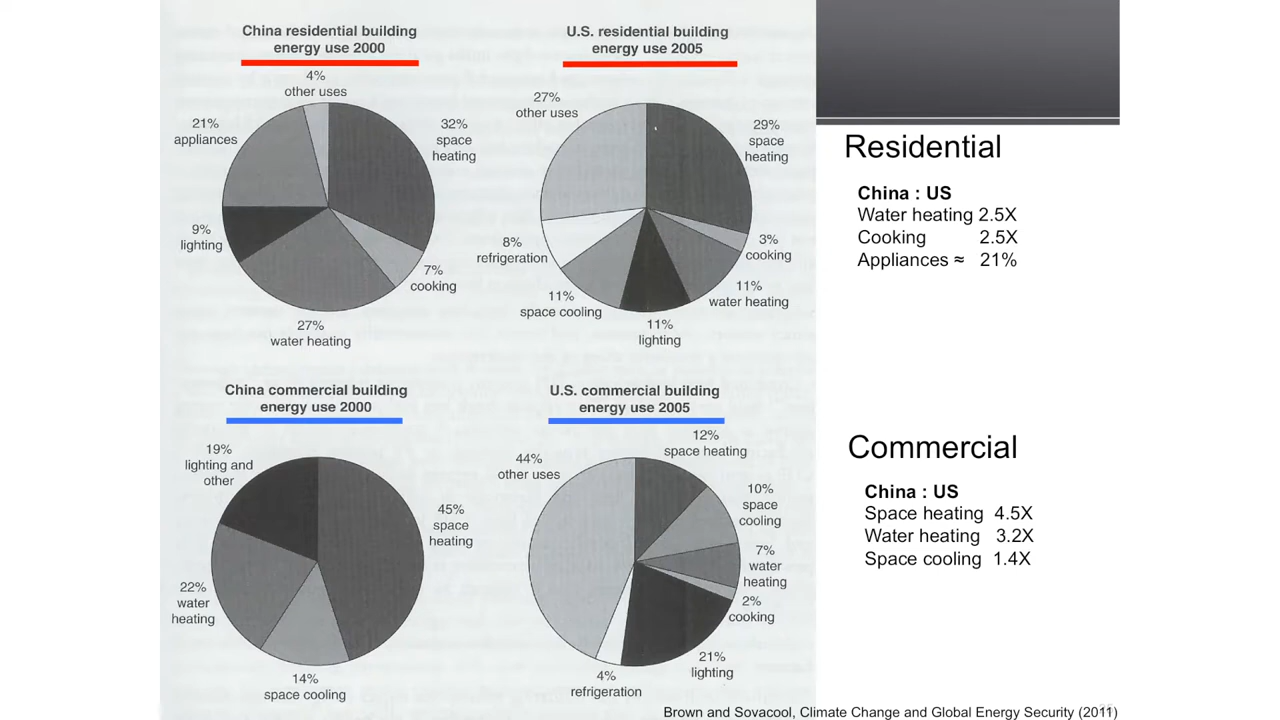 China residential building
energy use 2000
4%
other uses
21%
appliances
32%
space
heating
9%
lighting
7%
cooking
27%
water heating
U.S. residential building
energy use 2005
27%
other uses
29%
space
heating
8%
refrigeration
3%
cooking
11%
space cooling
11%
water heating
11%
lighting
China commercial building
energy use 2000
19%
lighting and
other
45%
space
heating
22%
water
heating
14%
space cooling
U.S. commercial building
energy use 2005
12%
space heating
44%
other uses
10%
space
cooling
7%
water
heating
2%
cooking
21%
lighting
4%
refrigeration
Residential
China : US
Water heating 2.5X
Cooking 2.5X
Appliances ≈ 21%
Commercial
China : US
Space heating 4.5X
Water heating 3.2X
Space cooling 1.4X
Brown and Sovacool, Climate Change and Global Energy Security (2011)